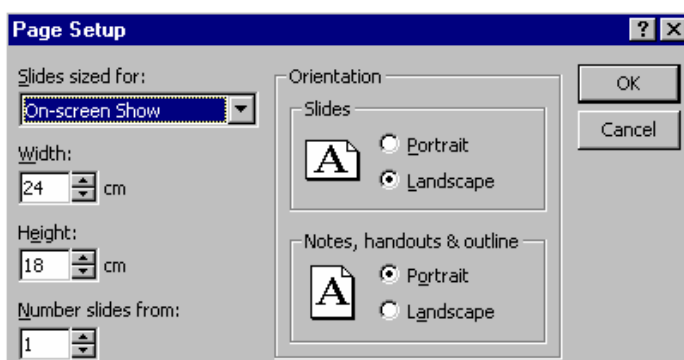 Page Setup
Slides sized for:
On-screen Show
Width:
24 cm
Height:
18 cm
Number slides from:
1
Orientation
Slides
A
Portrait
Landscape
Notes, handouts & outline
A
Portrait
Landscape
?
OK
Cancel